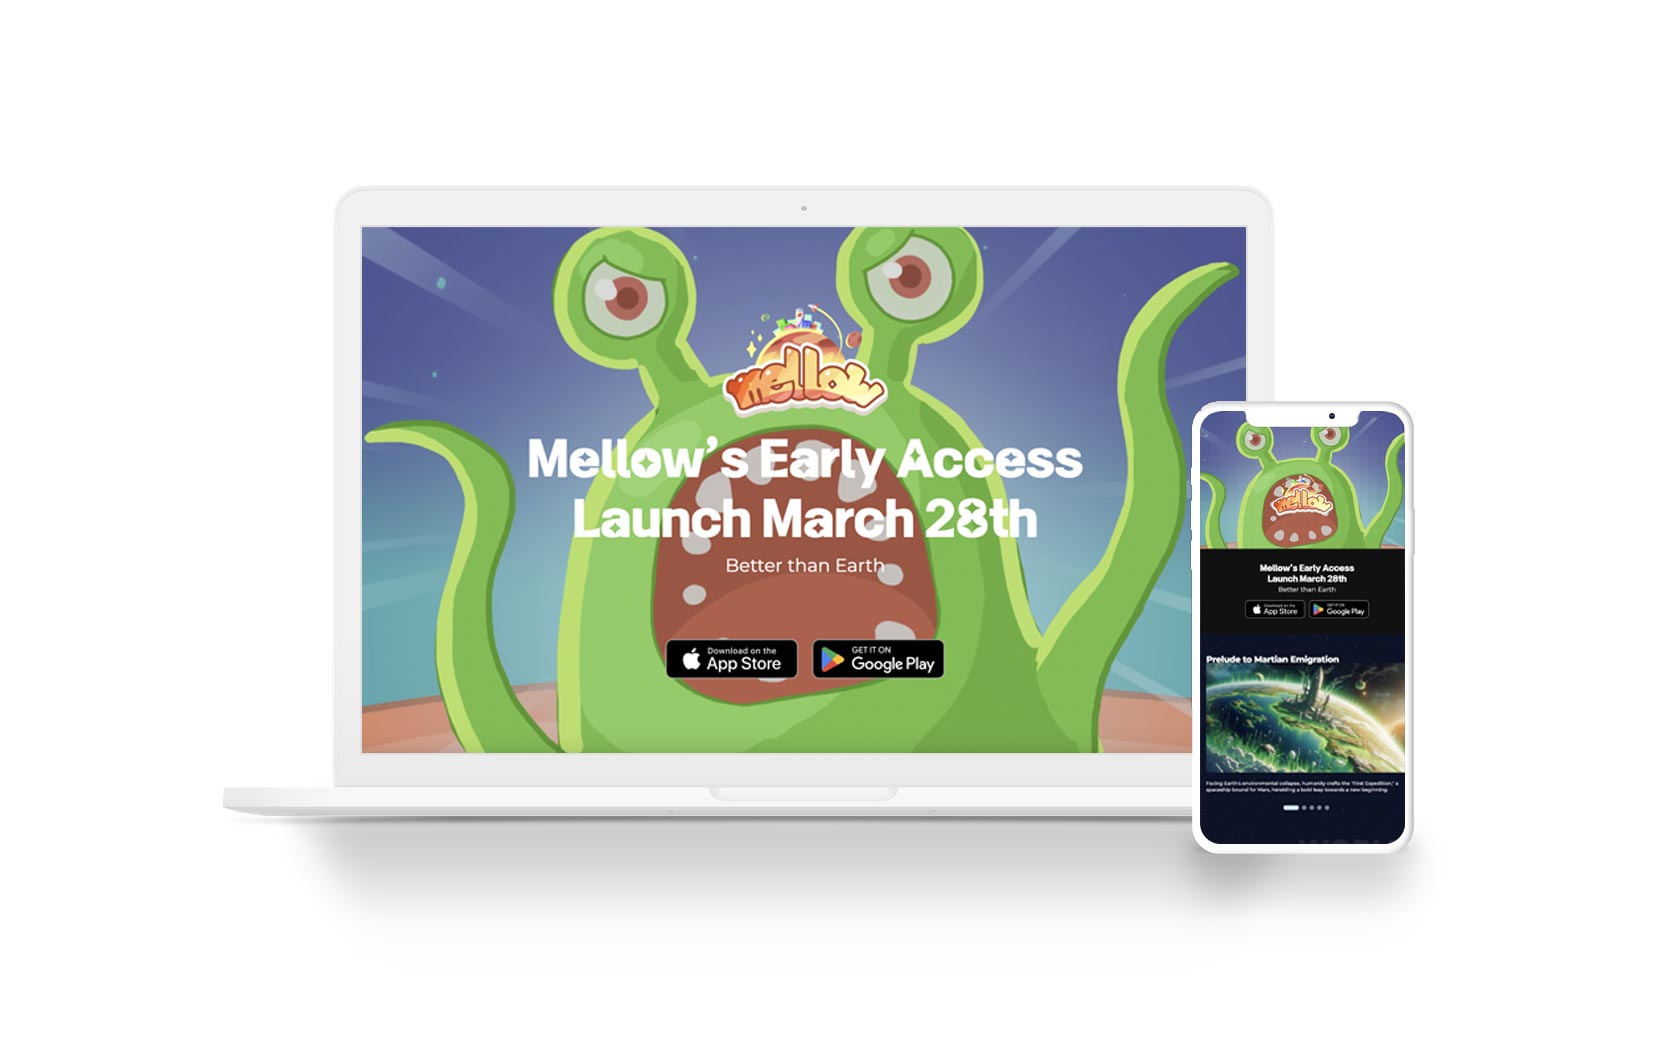 mellow
Mellow's Early Access
Launch March 28th
Better than Earth
Download on the
App Store
GET IT ON
Google Play
mellow
Mellow's Early Access
Launch March 28th
Better than Earth
Download on the
App Store
GET IT ON
Google Play
Prelude to Martian Emigration
Facing Earth's environmental collapse, humanity crafts the "First Expedition," a
spaceship bound for Mars, heralding a bold leap towards a new beginning.